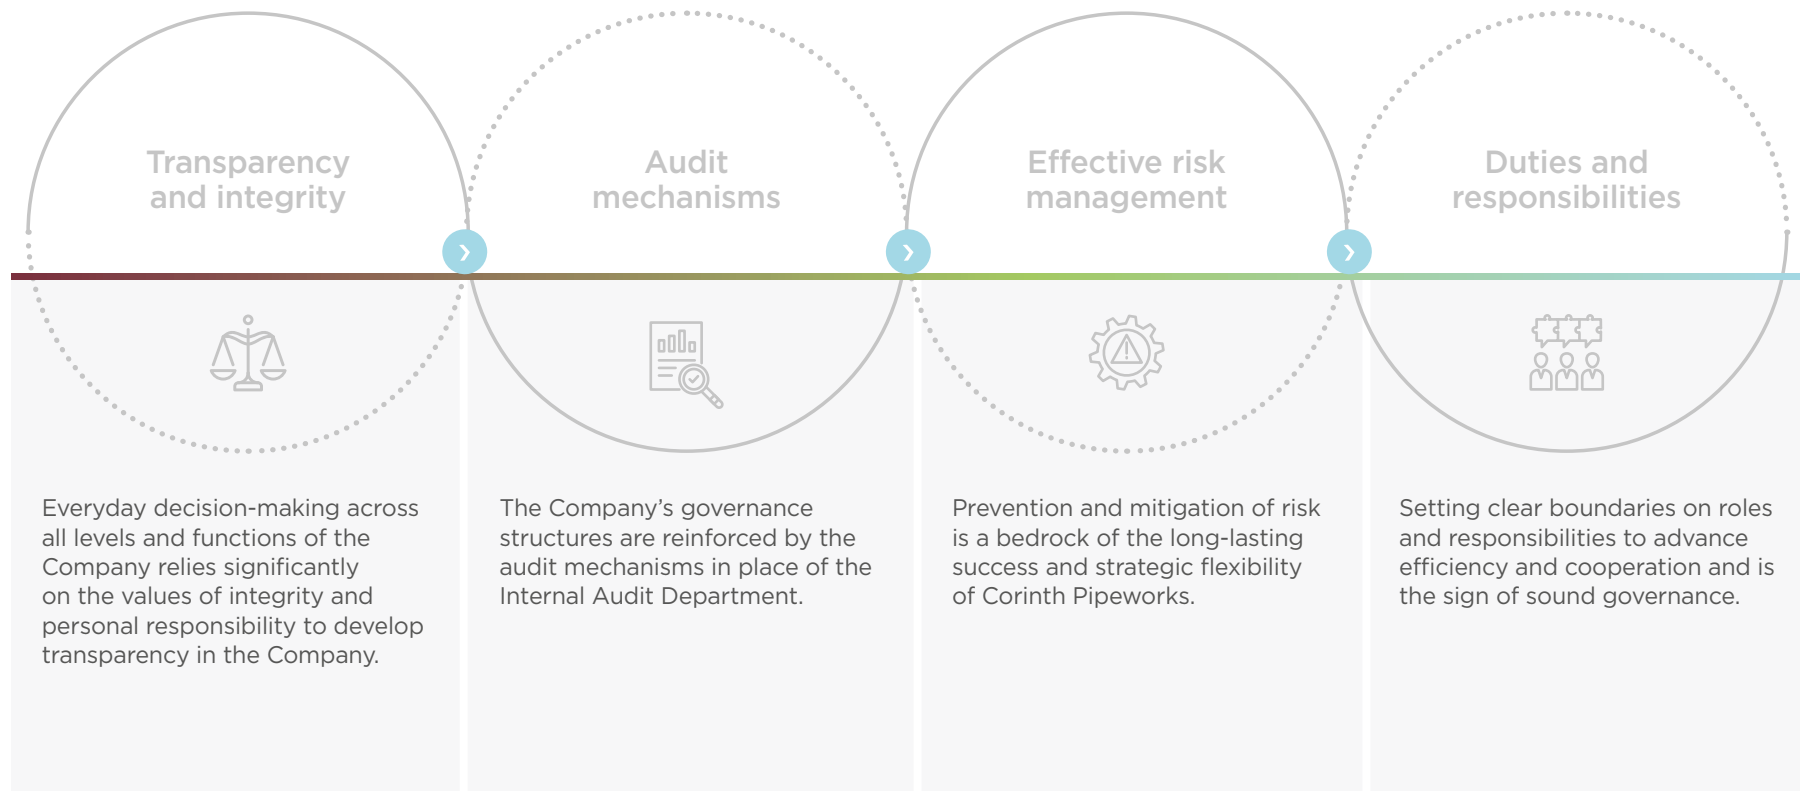 Transparency
and integrity
Audit
mechanisms
Effective risk
management
Duties and
responsibilities
Everyday decision-making across
all levels and functions of the
Company relies significantly
on the values of integrity and
personal responsibility to develop
transparency in the Company.
The Company’s governance
structures are reinforced by the
audit mechanisms in place of the
Internal Audit Department.
Prevention and mitigation of risk
is a bedrock of the long-lasting
success and strategic flexibility
of Corinth Pipeworks.
Setting clear boundaries on roles
and responsibilities to advance
efficiency and cooperation and is
the sign of sound governance.